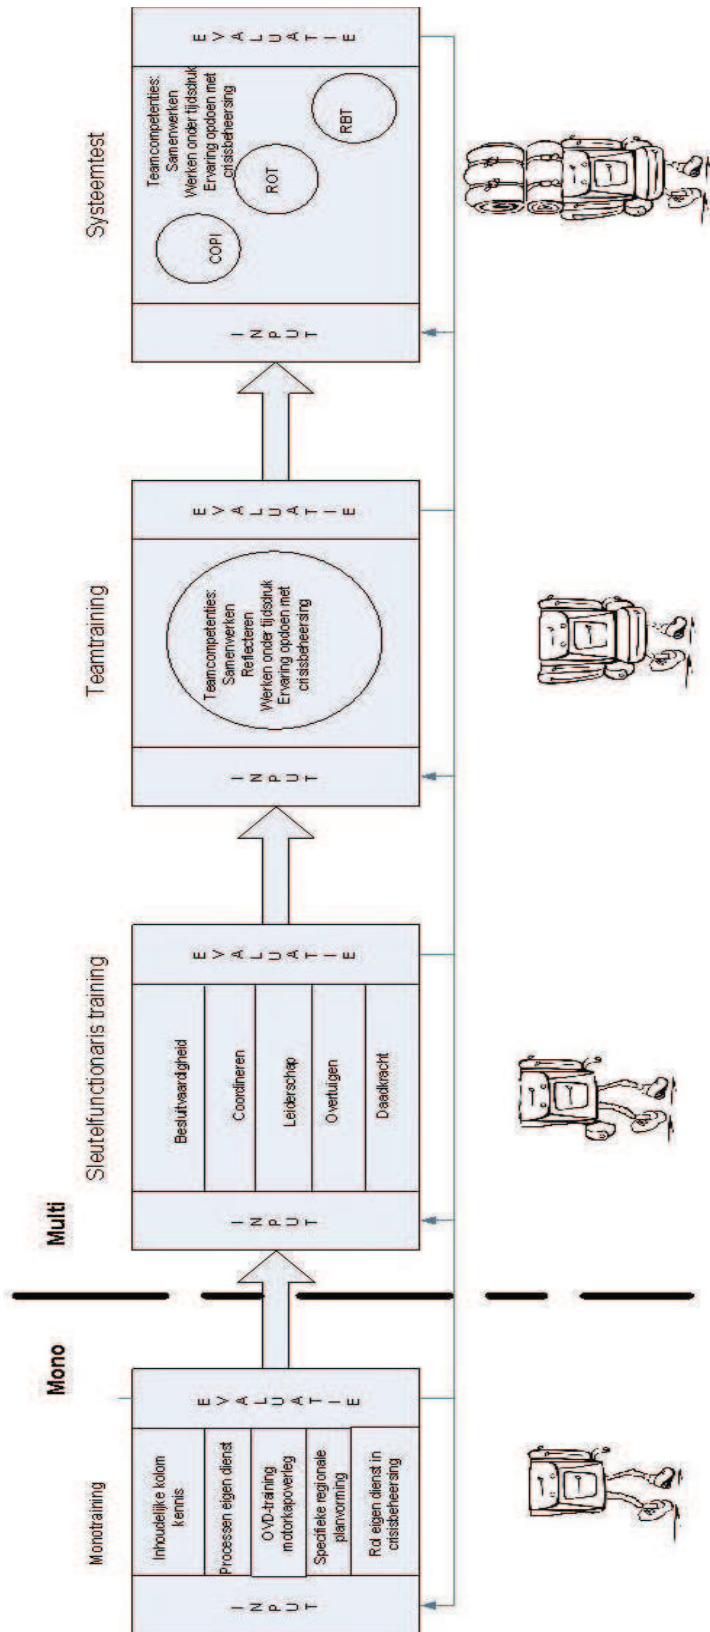 Mono
Multi
Monotraining
INPUT
Inhoudelijke kolom
kennis
Processen eigen dienst
OVD-training
motorkapoverleg
Specifieke regionale
planvorming
Rol eigen dienst in
crisisbeheersing
EVALUATIE
Sleutelfunctionaris training
INPUT
Besluitvaardigheid
Coordineren
Leiderschap
Overtuigen
Daadkracht
EVALUATIE
Teamtraining
INPUT
Teamcompetenties:
Samenwerken
Reflecteren
Werken onder tijdsdruk
Ervaring opdoen met
crisisbeheersing
EVALUATIE
Systeemtest
INPUT
Teamcompetenties:
Samenwerken
Werken onder tijdsdruk
Ervaring opdoen met
crisisbeheersing
COPI
ROT
RBT
EVALUATIE